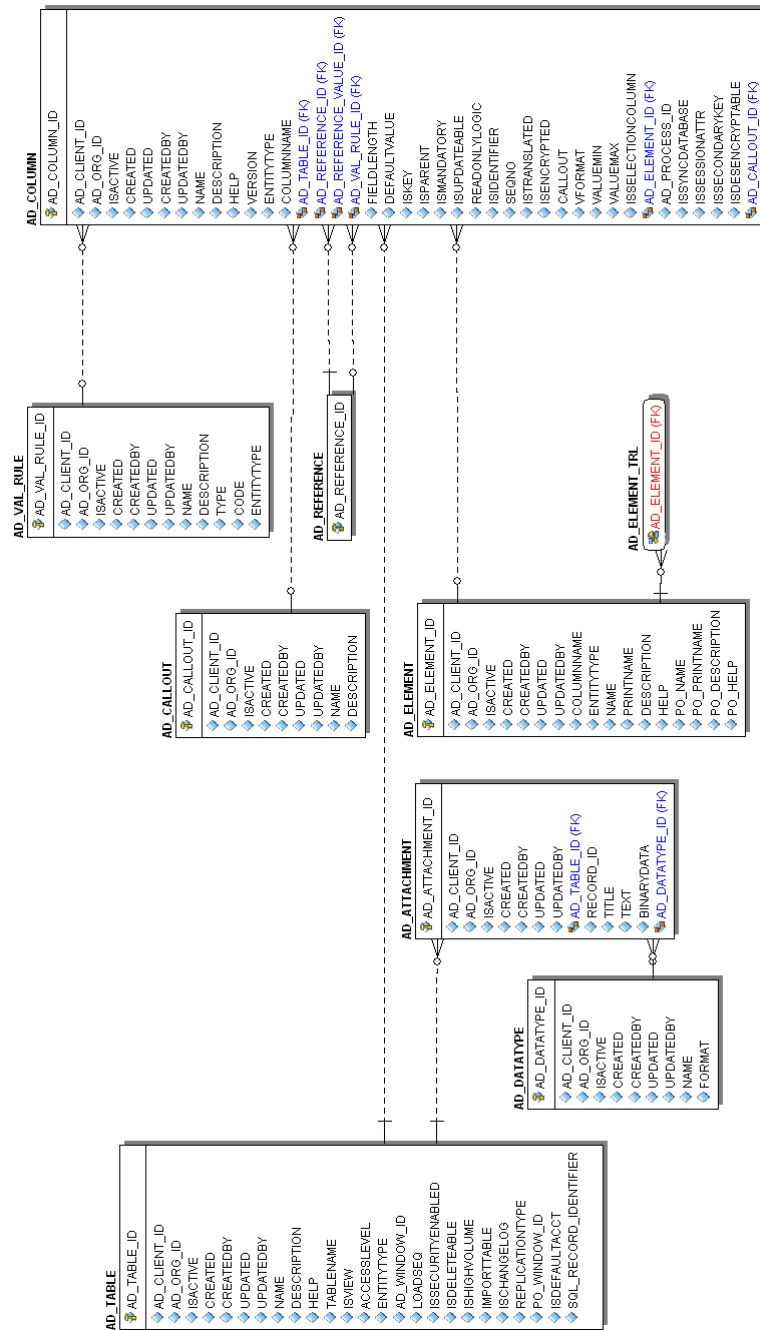 AD_TABLE
AD_TABLE_ID
AD_CLIENT_ID
AD_ORG_ID
ISACTIVE
CREATED
CREATEDBY
UPDATED
UPDATEDBY
NAME
DESCRIPTION
HELP
TABLENAME
ISVIEW
ACCESSLEVEL
ENTITYTYPE
AD_WINDOW_ID
LOADSEQ
ISSECURITYENABLED
ISDELETEABLE
ISHIGHVOLUME
IMPORTTABLE
ISCHANGELOG
REPLICATIONTYPE
PO_WINDOW_ID
ISDEFAULTACCT
SQL_RECORD_IDENTIFIER
AD_DATATYPE
AD_DATATYPE_ID
AD_CLIENT_ID
AD_ORG_ID
ISACTIVE
CREATED
CREATEDBY
UPDATED
UPDATEDBY
NAME
FORMAT
AD_ATTACHMENT
AD_ATTACHMENT_ID
AD_CLIENT_ID
AD_ORG_ID
ISACTIVE
CREATED
CREATEDBY
UPDATED
UPDATEDBY
AD_TABLE_ID (FK)
RECORD_ID
TITLE
TEXT
BINARYDATA
AD_DATATYPE_ID (FK)
AD_CALLOUT
AD_CALLOUT_ID
AD_CLIENT_ID
AD_ORG_ID
ISACTIVE
CREATED
CREATEDBY
UPDATED
UPDATEDBY
NAME
DESCRIPTION
AD_ELEMENT
AD_ELEMENT_ID
AD_CLIENT_ID
AD_ORG_ID
ISACTIVE
CREATED
CREATEDBY
UPDATED
UPDATEDBY
COLUMNNAME
ENTITYTYPE
NAME
PRINTNAME
DESCRIPTION
HELP
PO_NAME
PO_PRINTNAME
PO_DESCRIPTION
PO_HELP
AD_VAL_RULE
AD_VAL_RULE_ID
AD_CLIENT_ID
AD_ORG_ID
ISACTIVE
CREATED
CREATEDBY
UPDATED
UPDATEDBY
NAME
DESCRIPTION
TYPE
CODE
ENTITYTYPE
AD_REFERENCE
AD_REFERENCE_ID
AD_ELEMENT_TRL
AD_ELEMENT_ID (FK)
AD_COLUMN
AD_COLUMN_ID
AD_CLIENT_ID
AD_ORG_ID
ISACTIVE
CREATED
UPDATED
CREATEDBY
UPDATEDBY
NAME
DESCRIPTION
HELP
VERSION
ENTITYTYPE
COLUMNNAME
AD_TABLE_ID (FK)
AD_REFERENCE_ID (FK)
AD_REFERENCE_VALUE_ID (FK)
AD_VAL_RULE_ID (FK)
FIELDLENGTH
DEFAULTVALUE
ISKEY
ISPARENT
ISMANDATORY
ISUPDATEABLE
READONLYLOGIC
ISIDENTIFIER
SEQNO
ISTRANSLATED
ISENCRYPTED
CALLOUT
VFORMAT
VALUEMIN
VALUEMAX
ISSELECTIONCOLUMN
AD_ELEMENT_ID (FK)
AD_PROCESS_ID
ISSYNCDATABASE
ISSESSIONATTR
ISSECONDARYKEY
ISDESENCRYPTABLE
AD_CALLOUT_ID (FK)